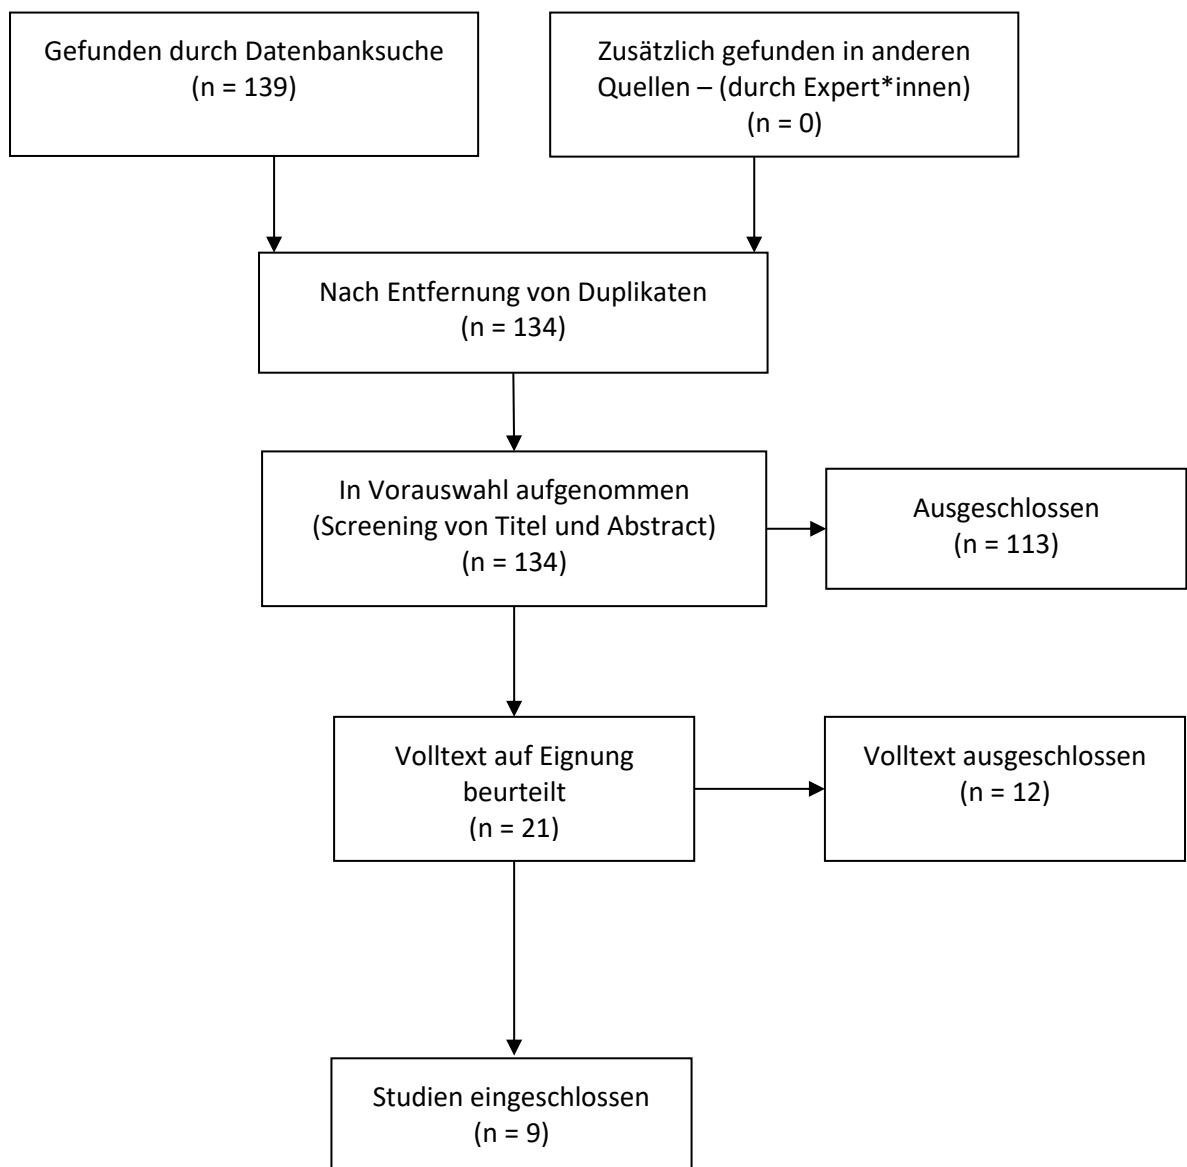 Gefunden durch Datenbanksuche
(n = 139)
Zusätzlich gefunden in anderen
Quellen – (durch Expert*innen)
(n = 0)
Nach Entfernung von Duplikaten
(n = 134)
In Vorauswahl aufgenommen
(Screening von Titel und Abstract)
(n = 134)
Ausgeschlossen
(n = 113)
Volltext auf Eignung
beurteilt
(n = 21)
Volltext ausgeschlossen
(n = 12)
Studien eingeschlossen
(n = 9)